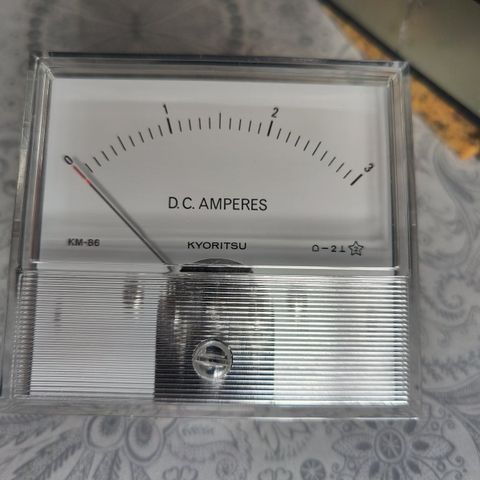 0 1 2 3
D.C. AMPERES
KM-86 KYORITSU ⌓ – 2 ⊥ ☆